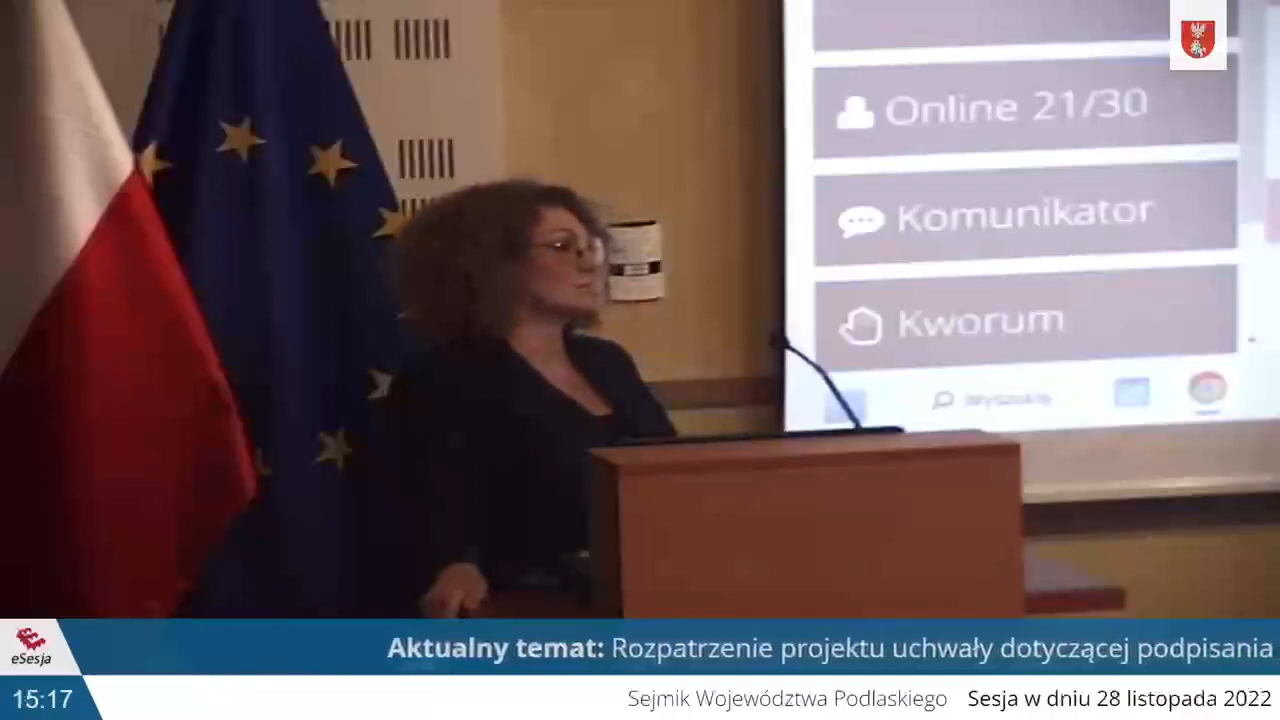 Online 21/30
Komunikator
Kworum
Wyszukaj
Aktualny temat: Rozpatrzenie projektu uchwały dotyczącej podpisania
eSesja
15:17
Sejmik Województwa Podlaskiego Sesja w dniu 28 listopada 2022